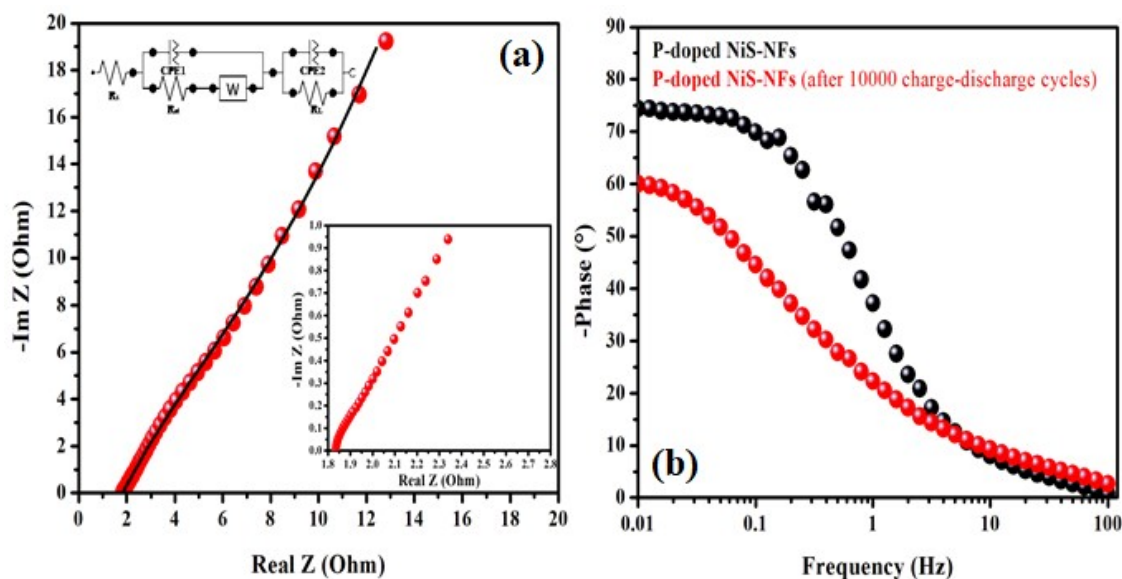 (a)
CPE1
CPE2
W
-Im Z (Ohm)
20
18
16
14
12
10
8
6
4
2
0
0 2 4 6 8 10 12 14 16 18 20
Real Z (Ohm)
-Im Z (Ohm)
1.0
0.9
0.8
0.7
0.6
0.5
0.4
0.3
0.2
0.1
0.0
1.8 1.9 2.0 2.1 2.2 2.3 2.4 2.5 2.6 2.7 2.8
Real Z (Ohm)
P-doped NiS-NFs
P-doped NiS-NFs (after 10000 charge-discharge cycles)
(b)
-Phase (°)
90
80
70
60
50
40
30
20
10
0
0.01 0.1 1 10 100
Frequency (Hz)